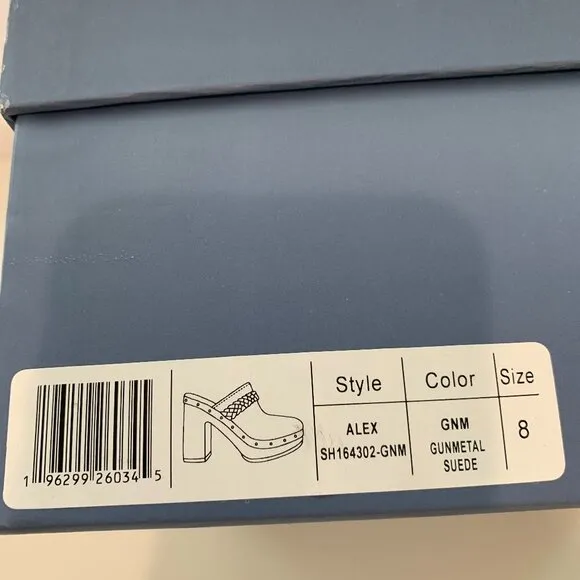 Style
Color
Size
ALEX
SH164302-GNM
GNM
GUNMETAL
SUEDE
8
1 96299 26034 5